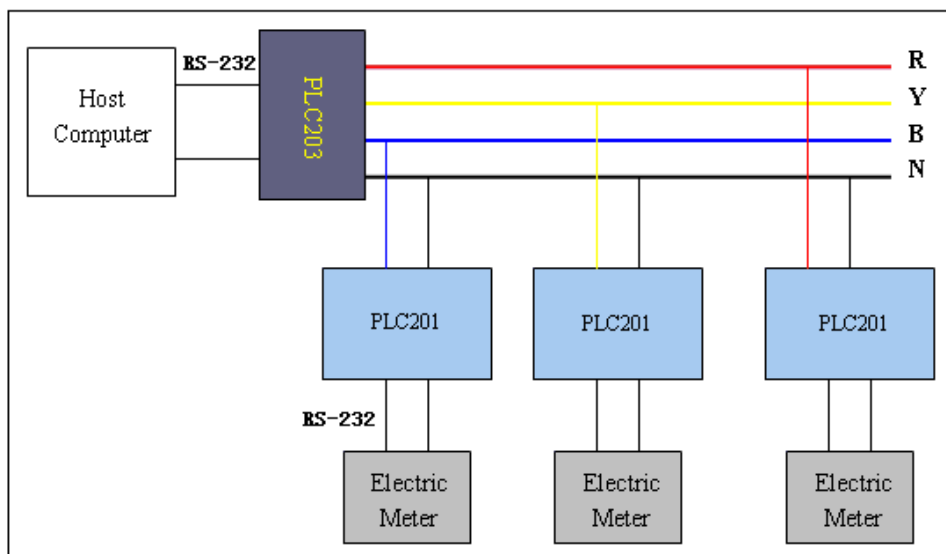 RS-232
Host
Computer
PLC203
R
Y
B
N
PLC201
PLC201
PLC201
RS-232
Electric
Meter
Electric
Meter
Electric
Meter